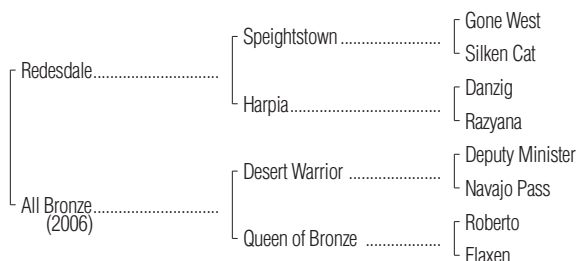 Gone West
Speightstown
Silken Cat
Redesdale
Danzig
Harpia
Razyana
Deputy Minister
Desert Warrior
Navajo Pass
All Bronze
(2006)
Roberto
Queen of Bronze
Flaxen